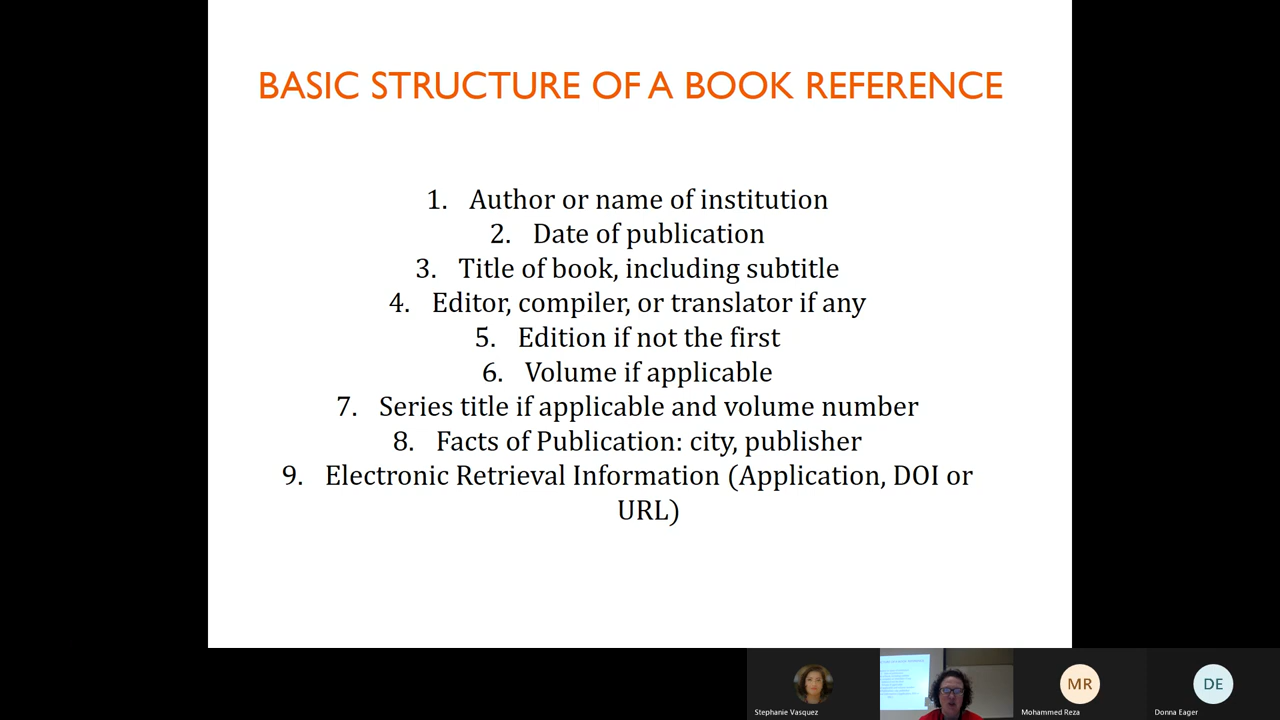 BASIC STRUCTURE OF A BOOK REFERENCE
1. Author or name of institution
2. Date of publication
3. Title of book, including subtitle
4. Editor, compiler, or translator if any
5. Edition if not the first
6. Volume if applicable
7. Series title if applicable and volume number
8. Facts of Publication: city, publisher
9. Electronic Retrieval Information (Application, DOI or
URL)
MR
DE
Stephanie Vasquez
Mohammed Reza
Donna Eager